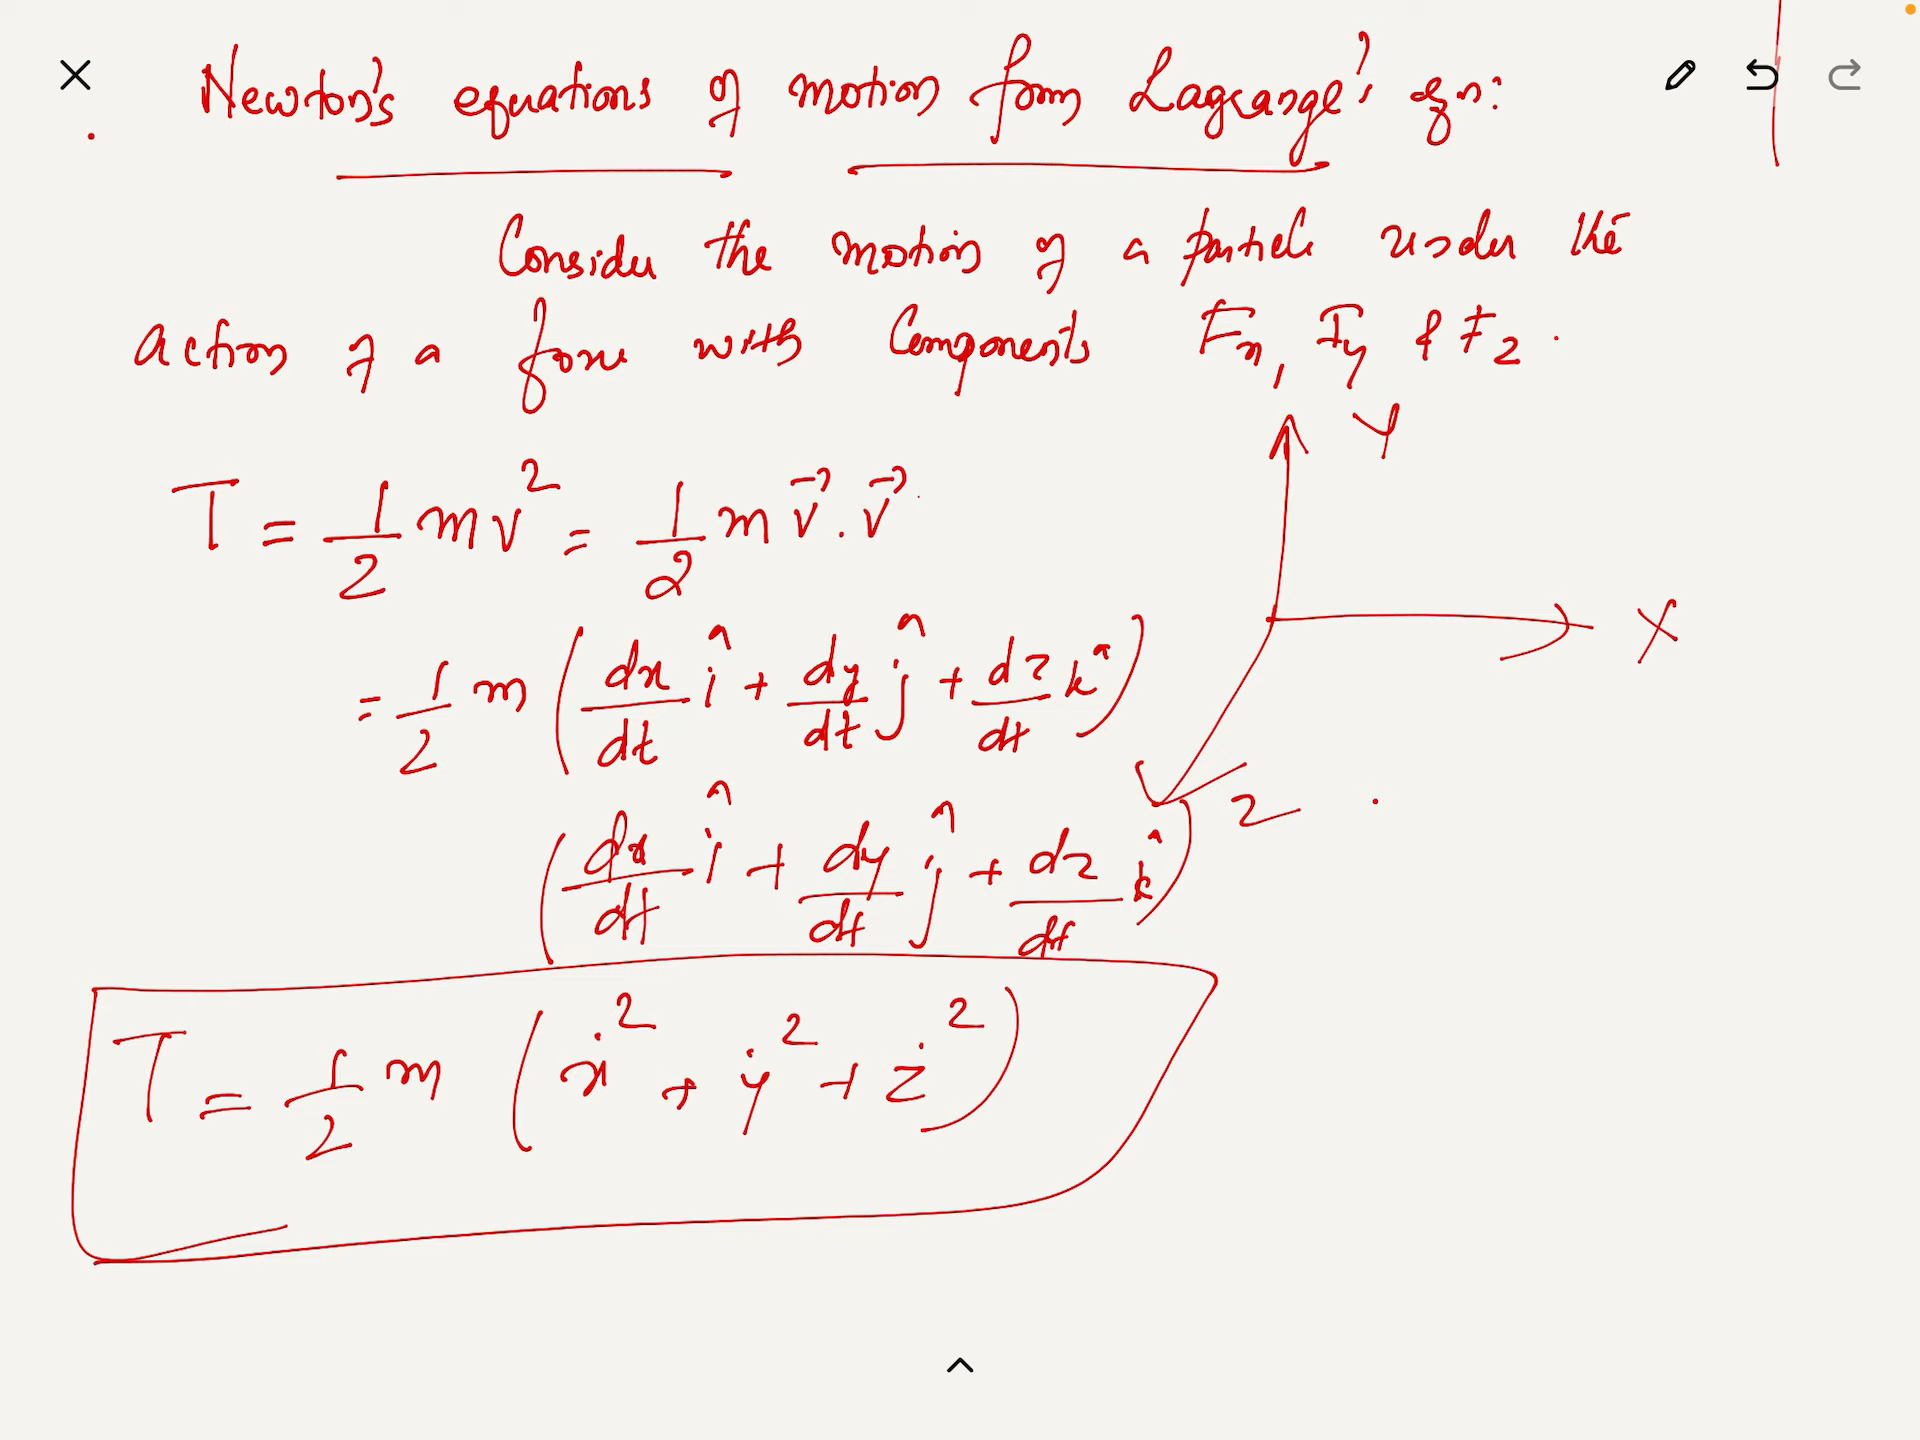 Newton's equations of motion form Lagrange's eqn:
Consider the motion of a particle under the
action of a force with Components Fx, Fy & Fz.
Y
T = 1/2 mv² = 1/2 m v⃗ . v⃗
X
= 1/2 m (dx/dt î + dy/dt ĵ + dz/dt k̂)
Z
(dx/dt î + dy/dt ĵ + dz/dt k̂)
T = 1/2 m (ẋ² + ẏ² + ż²)